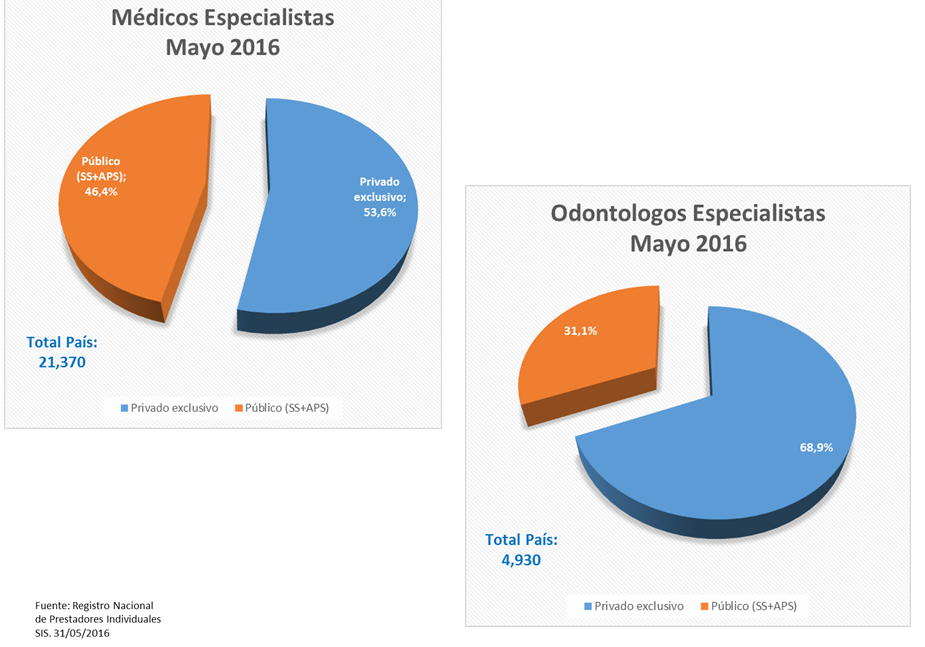 Médicos Especialistas
Mayo 2016
Público
(SS+APS);
46,4%
Privado
exclusivo;
53,6%
Total País:
21,370
Privado exclusivo
Público (SS+APS)
Odontologos Especialistas
Mayo 2016
31,1%
68,9%
Total País:
4,930
Privado exclusivo
Público (SS+APS)
Fuente: Registro Nacional
de Prestadores Individuales
SIS. 31/05/2016